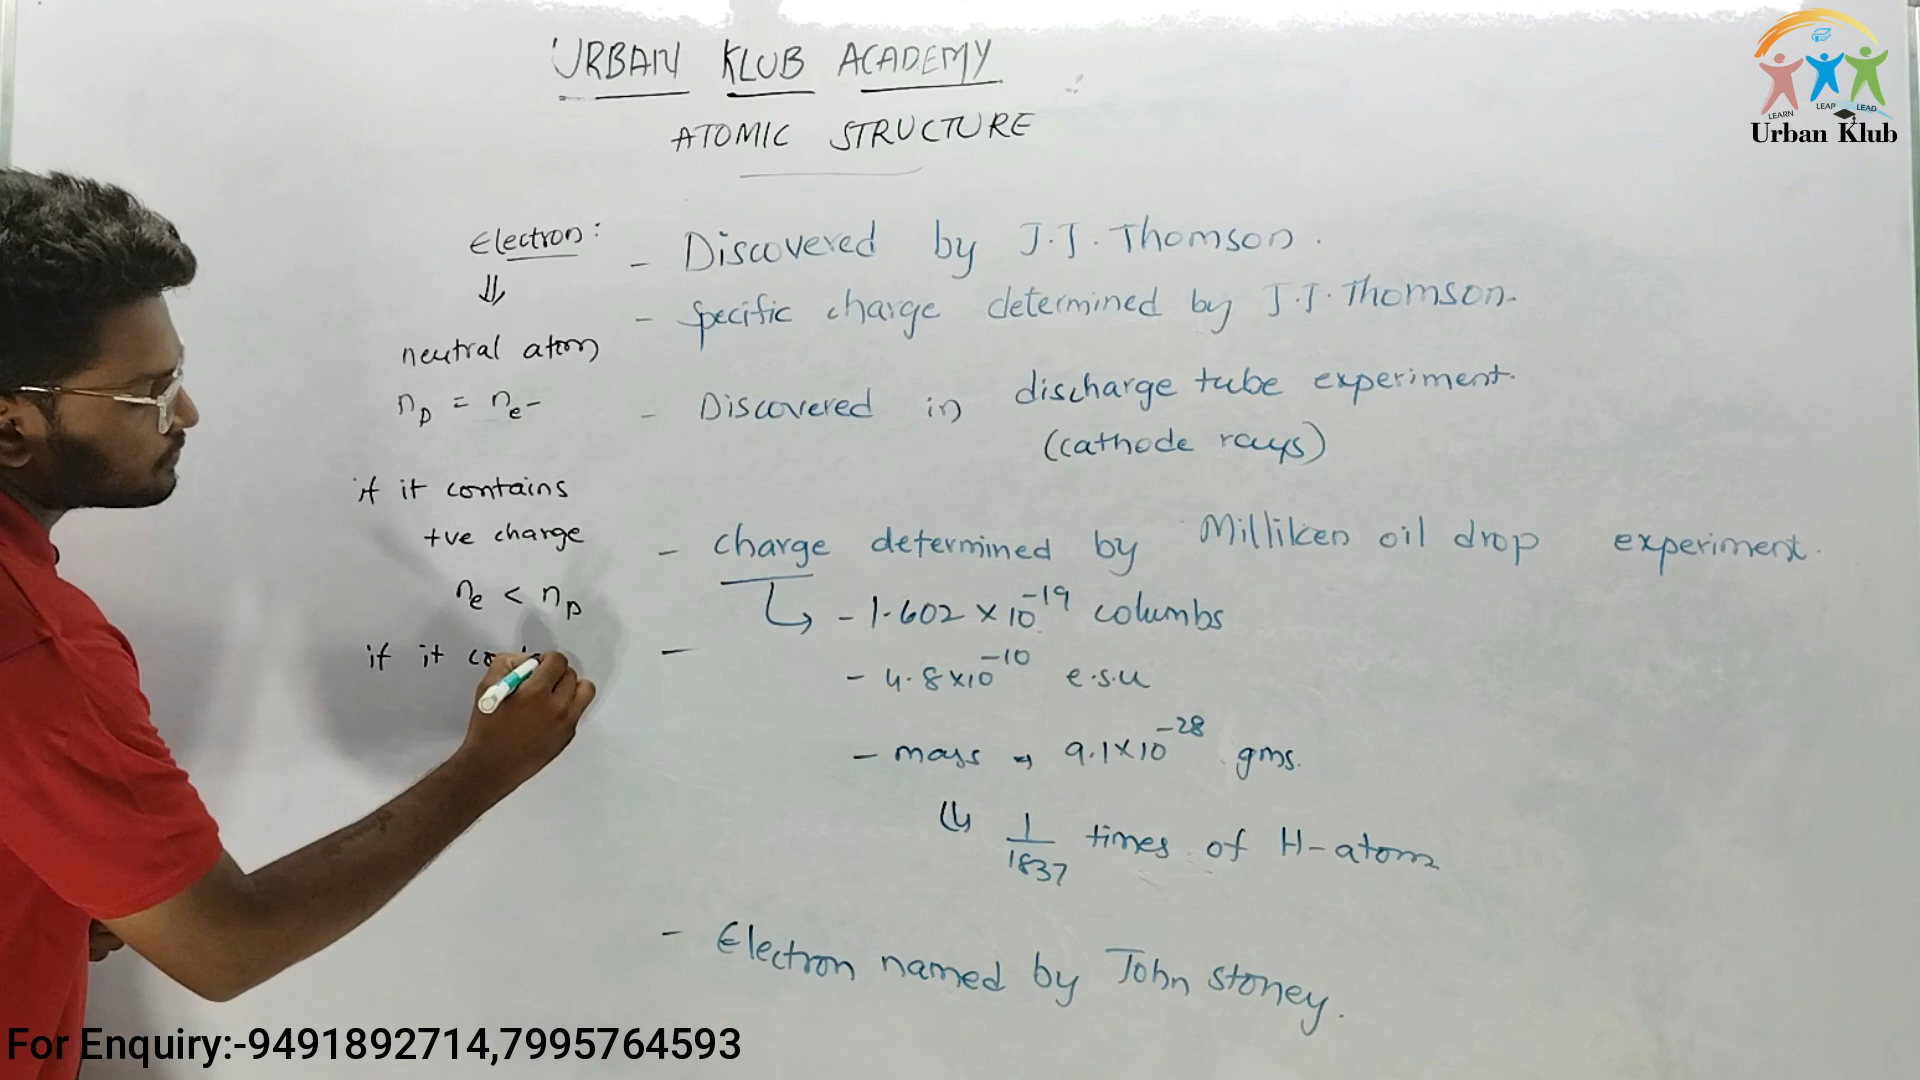 URBAN KLUB ACADEMY
ATOMIC STRUCTURE
LEARN LEAP LEAD
Urban Klub
Electron:
⇓
neutral atom
np = ne-
if it contains
+ve charge
ne < np
if it
- Discovered by J.J. Thomson.
- Specific charge determined by J.J. Thomson.
- Discovered in discharge tube experiment.
(cathode rays)
- charge determined by Milliken oil drop experiment.
↳ - 1.602 × 10^-19 columbs
-
- 4.8×10^-10 e.s.u
- mass → 9.1×10^-28 gms.
↳ 1/1837 times of H-atom
- Electron named by John Stoney.
For Enquiry:-9491892714,7995764593